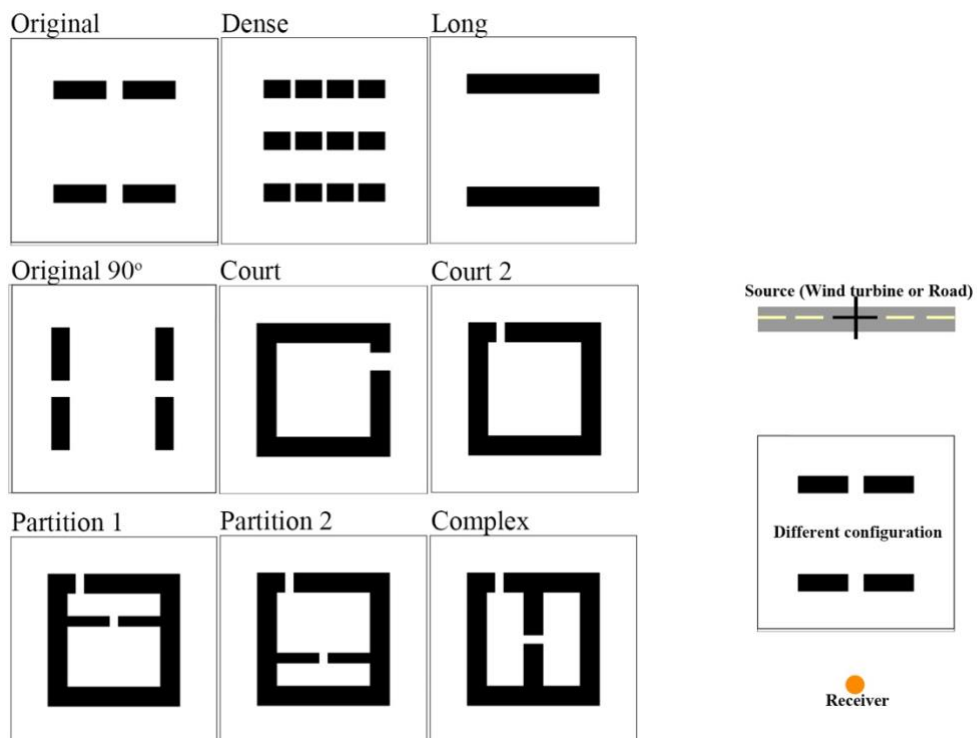 Original
Dense
Long
Original 90°
Court
Court 2
Partition 1
Partition 2
Complex
Source (Wind turbine or Road)
Different configuration
Receiver